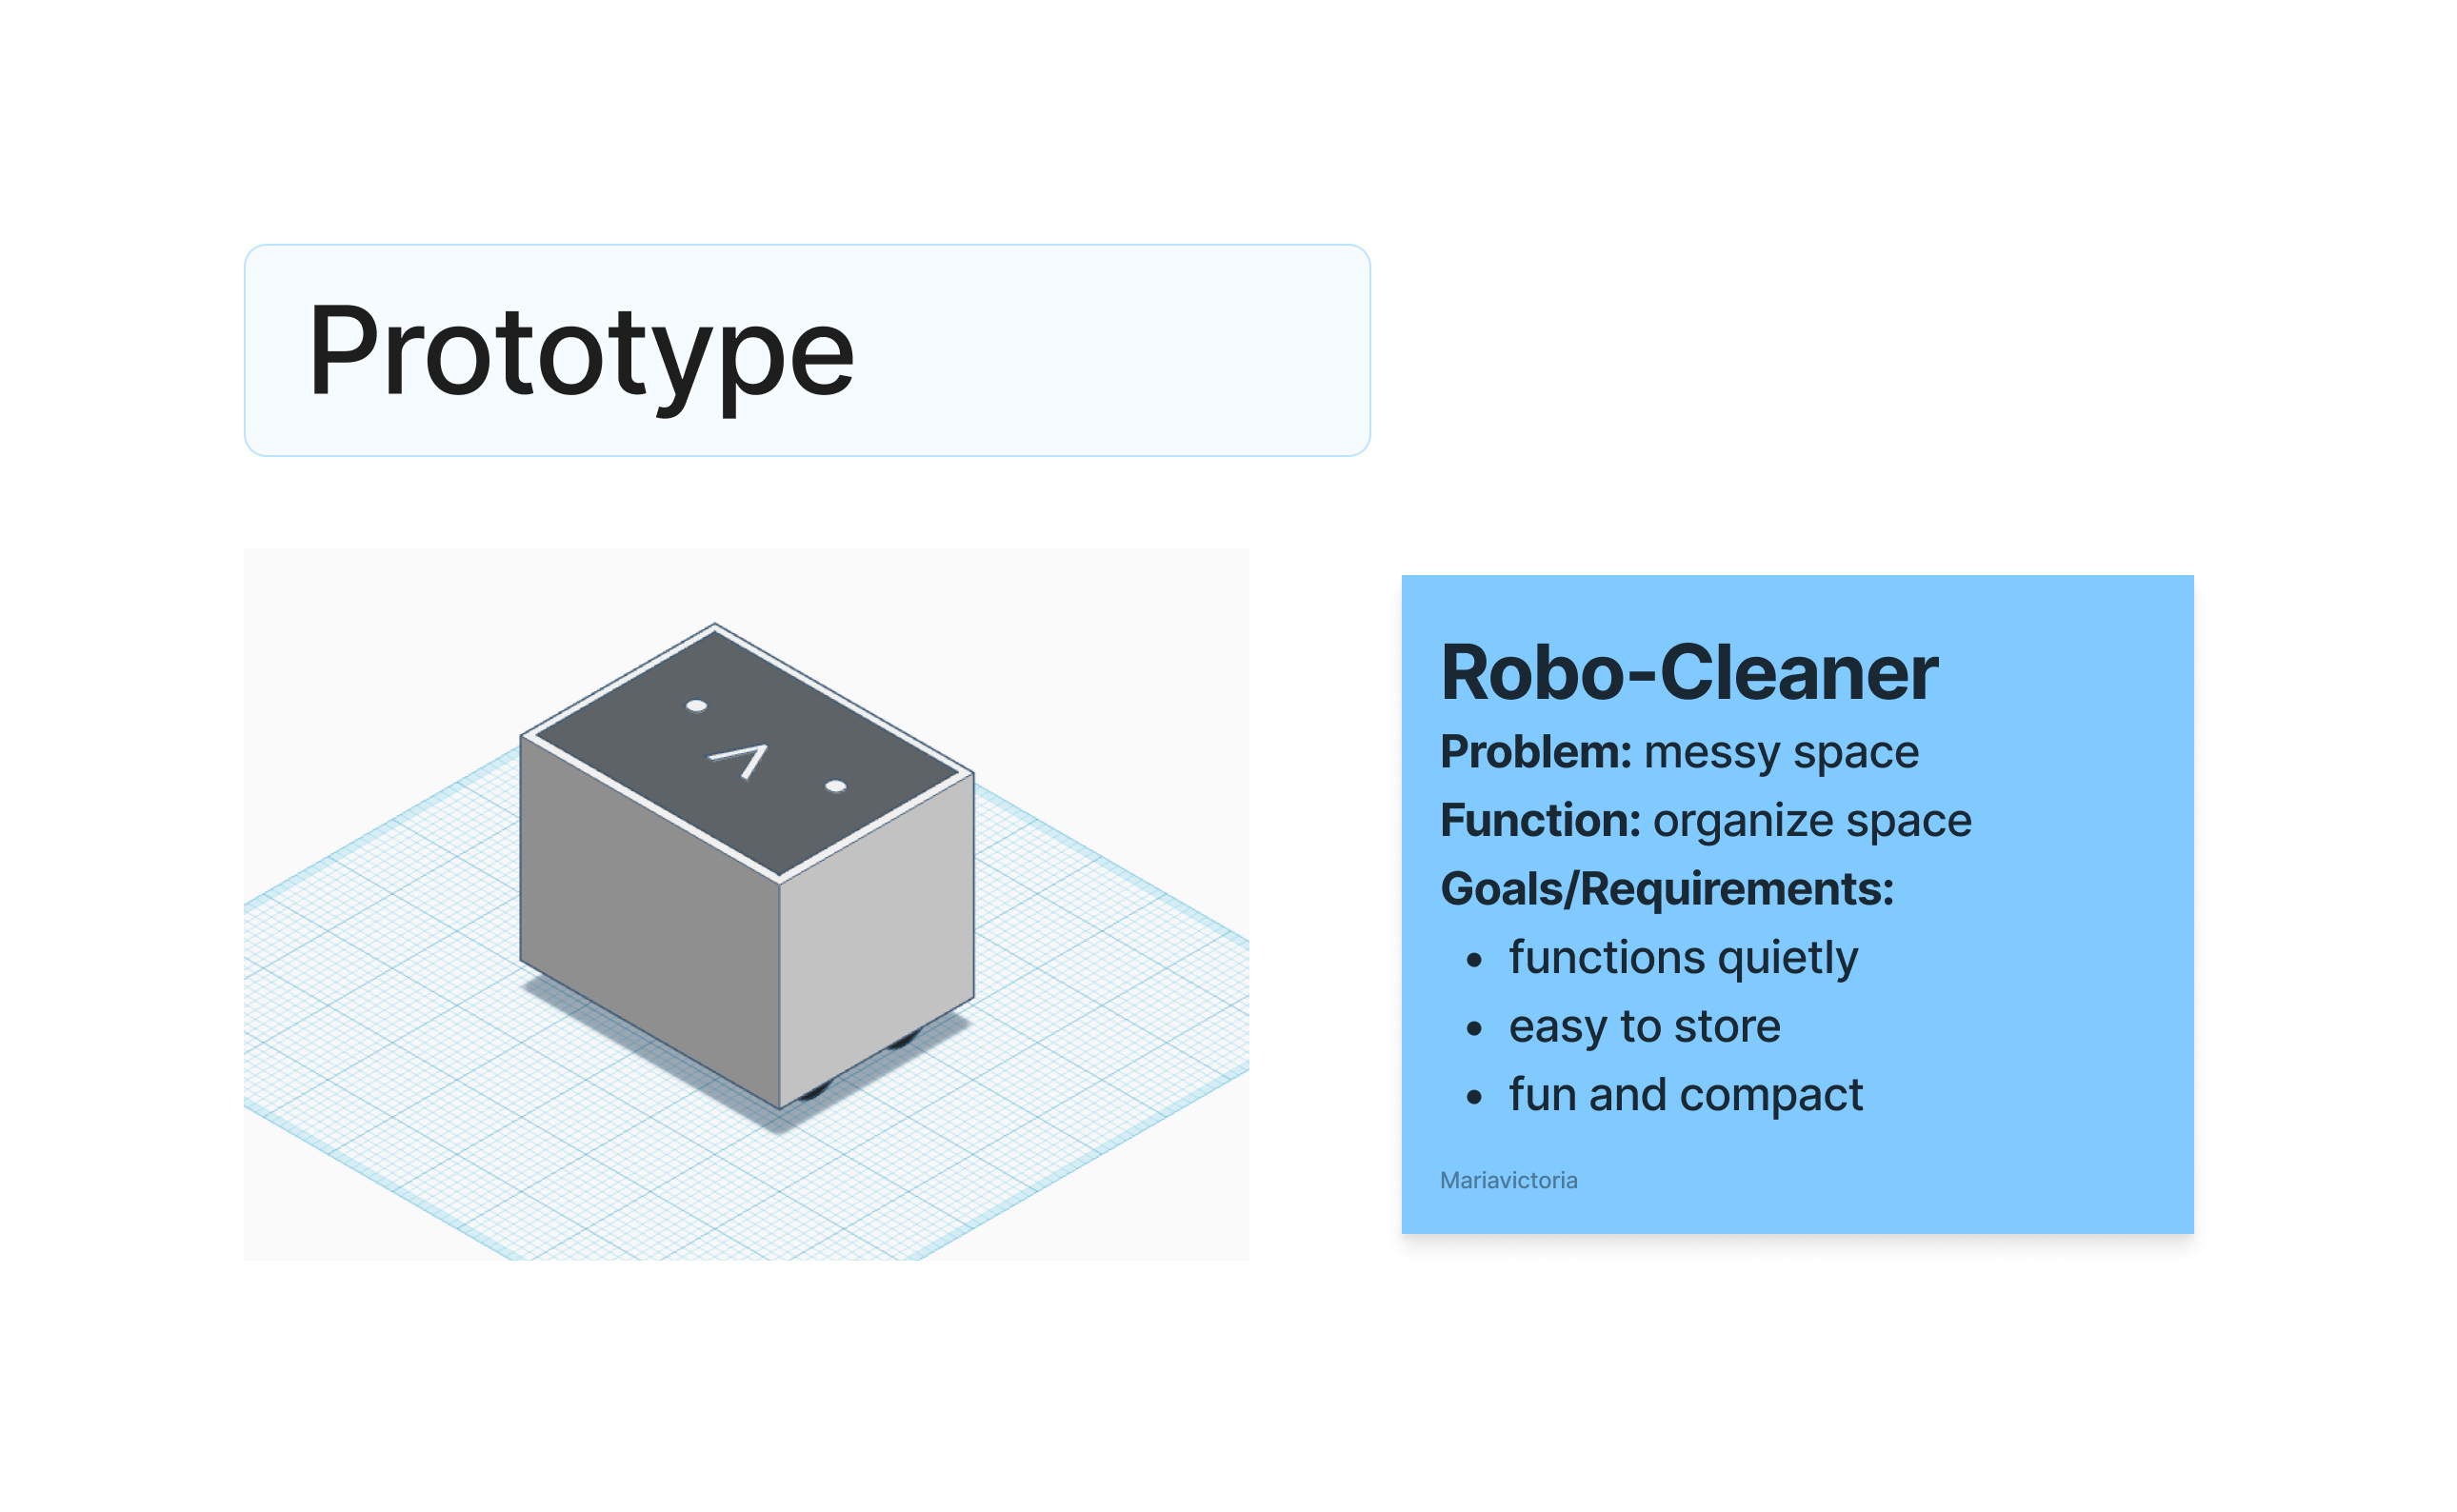 Prototype
Robo-Cleaner
Problem: messy space
Function: organize space
Goals/Requirements:
• functions quietly
• easy to store
• fun and compact
Mariavictoria